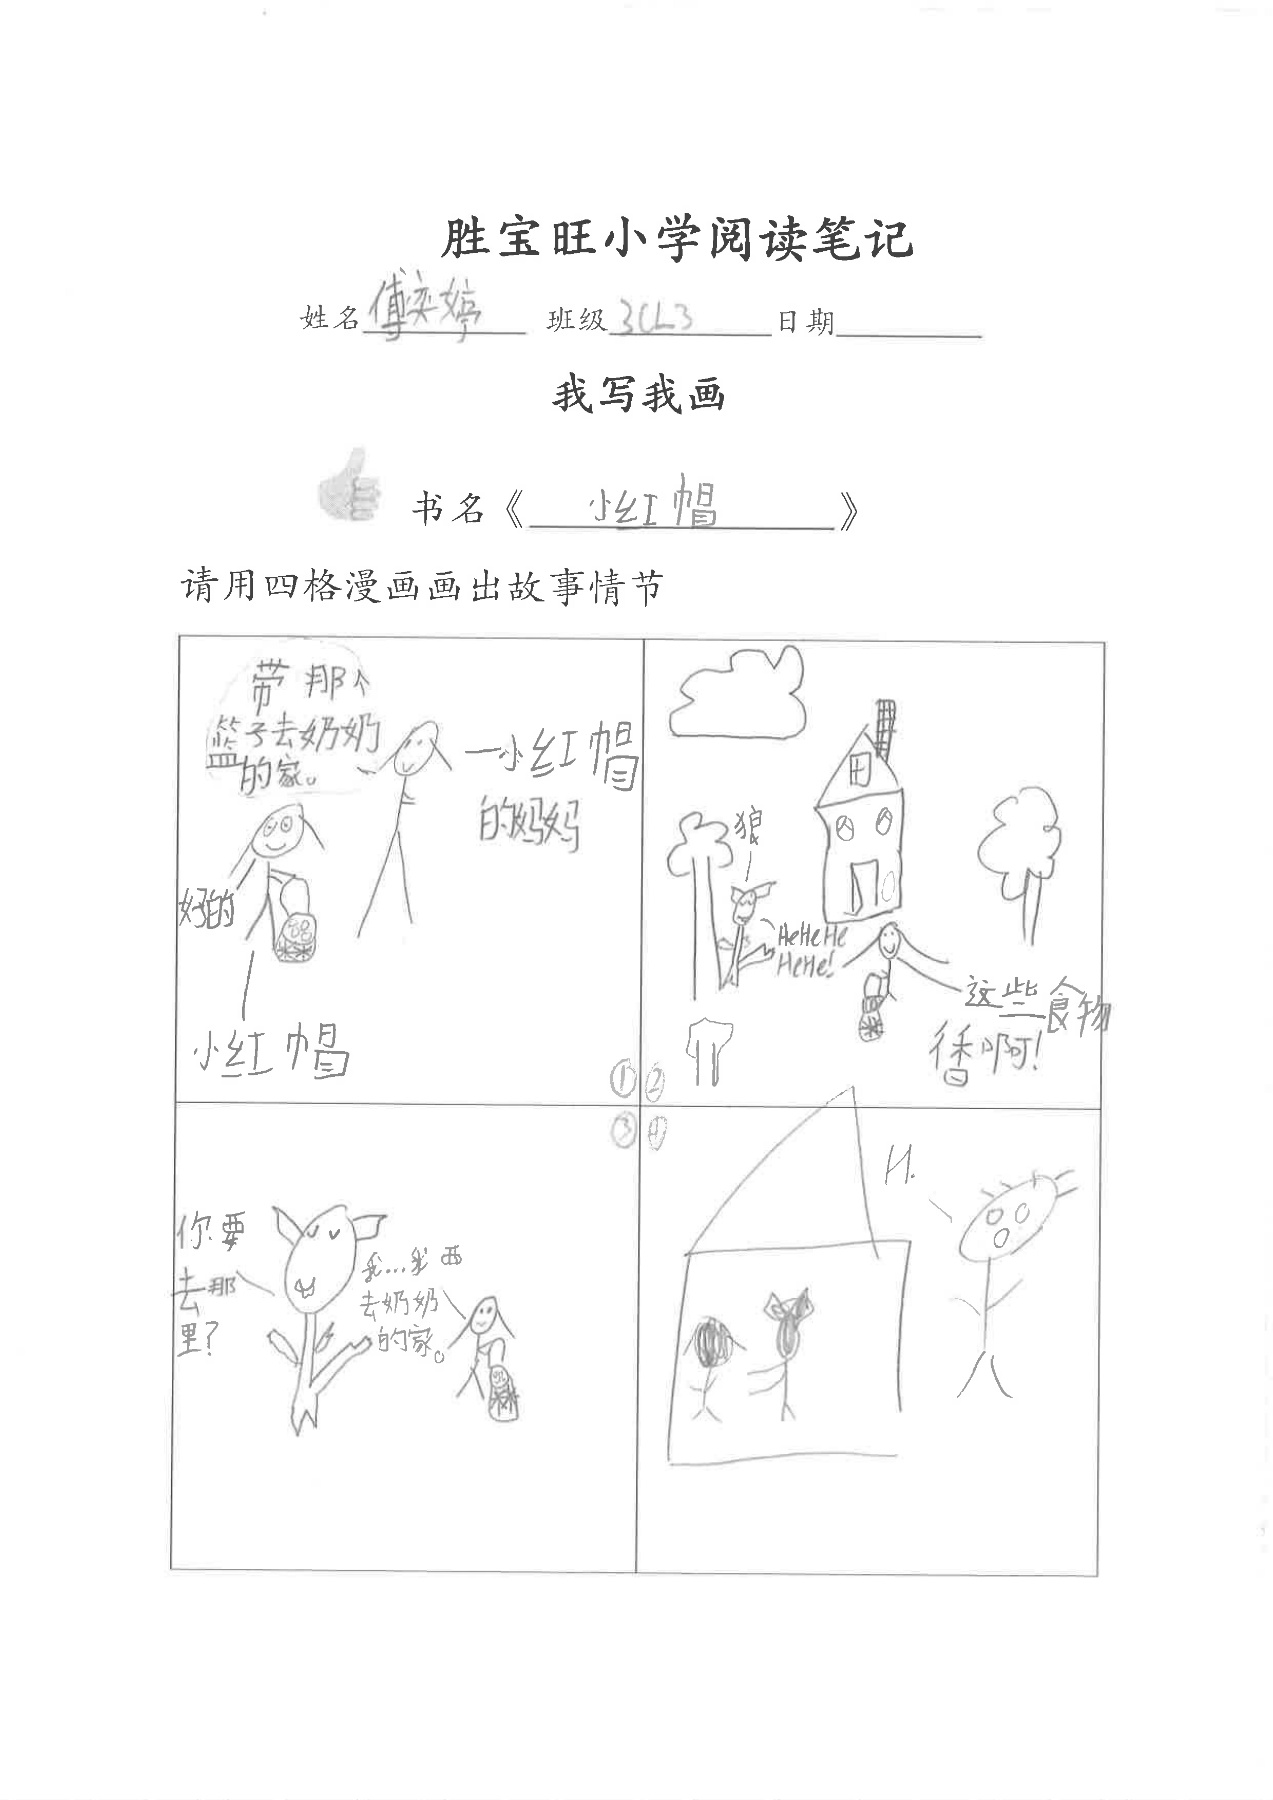 胜宝旺小学阅读笔记
姓名 傅奕婷 班级 3CL3 日期
我写我画
书名《 小红帽 》
请用四格漫画画出故事情节
带那个
篮子去奶奶
的家。
一小红帽
的妈妈
好的
小红帽
①
狼
HeHeHe
HeHe!
这些食物
香啊!
②
你要
去那
里?
我...我要
去奶奶
的家。
③
H.
④